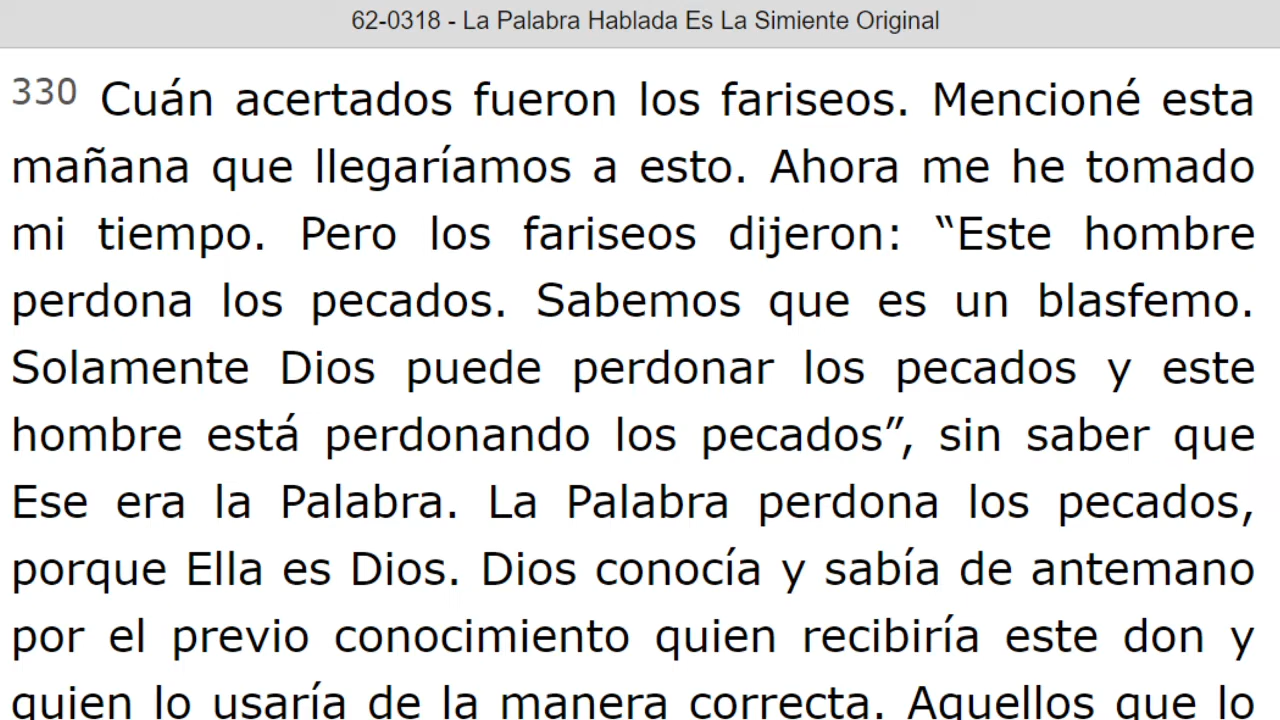 62-0318 - La Palabra Hablada Es La Simiente Original
330 Cuán acertados fueron los fariseos. Mencioné esta
mañana que llegaríamos a esto. Ahora me he tomado
mi tiempo. Pero los fariseos dijeron: “Este hombre
perdona los pecados. Sabemos que es un blasfemo.
Solamente Dios puede perdonar los pecados y este
hombre está perdonando los pecados”, sin saber que
Ese era la Palabra. La Palabra perdona los pecados,
porque Ella es Dios. Dios conocía y sabía de antemano
por el previo conocimiento quien recibiría este don y
quien lo usaría de la manera correcta. Aquellos que lo